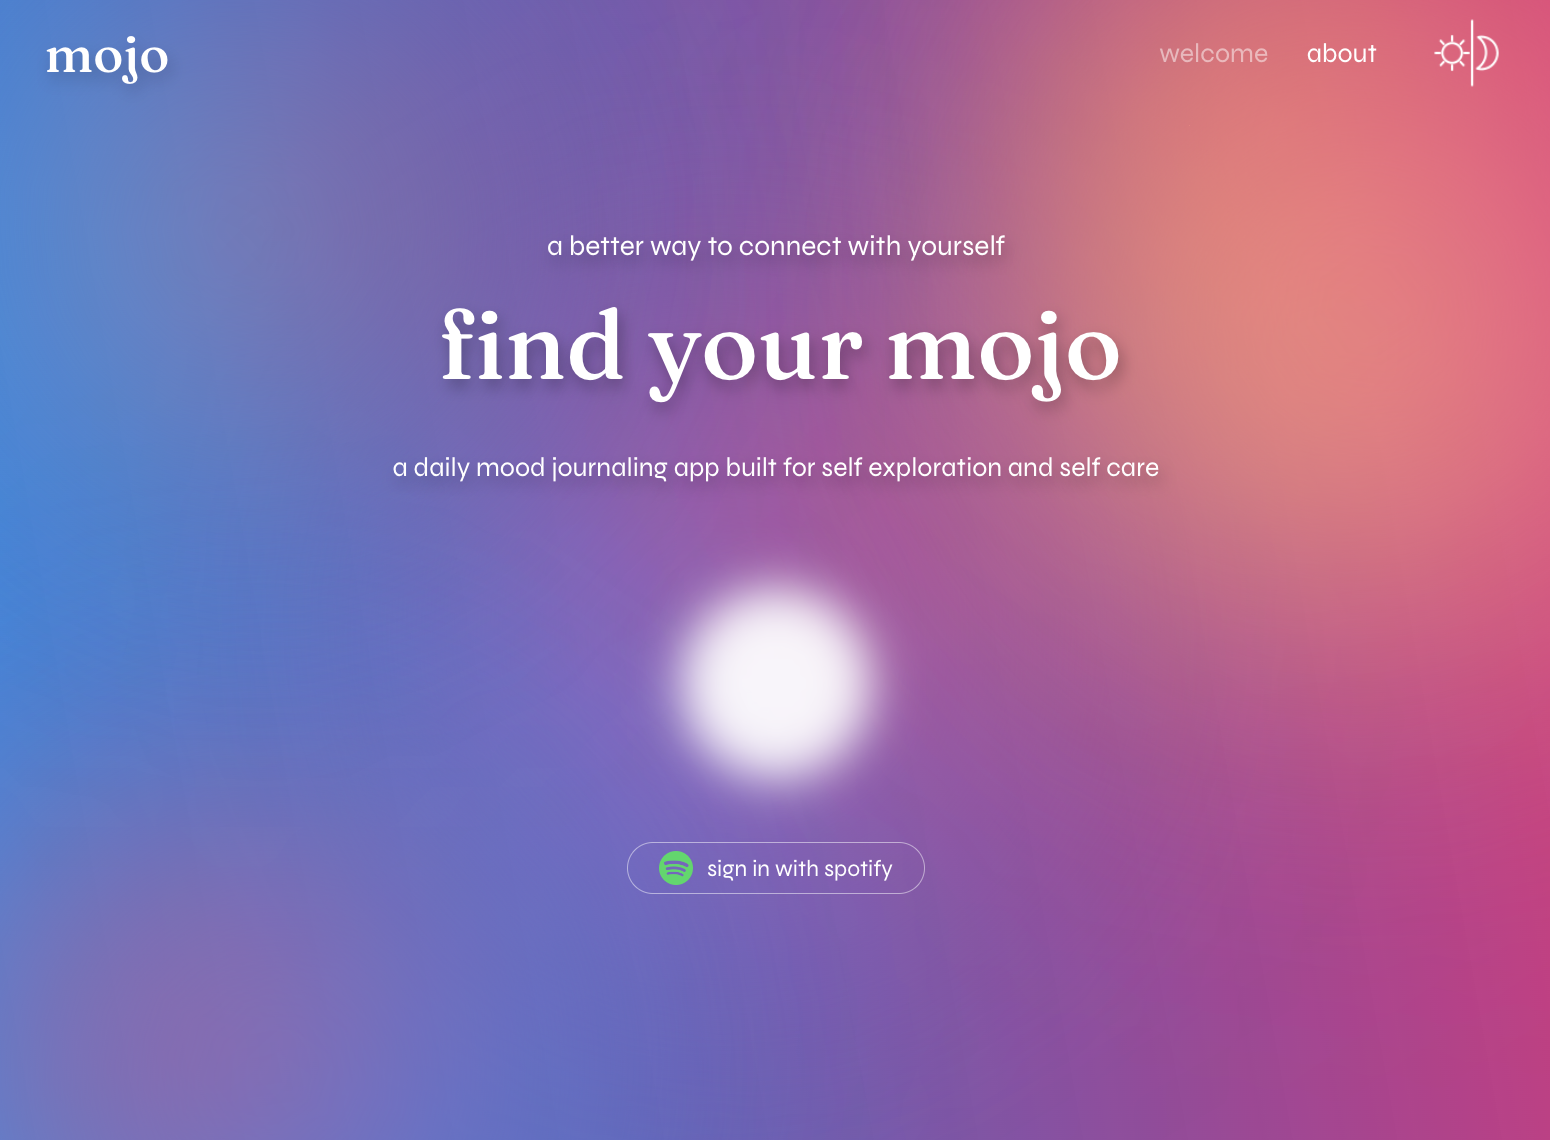 mojo
welcome about
a better way to connect with yourself
find your mojo
a daily mood journaling app built for self exploration and self care
sign in with spotify